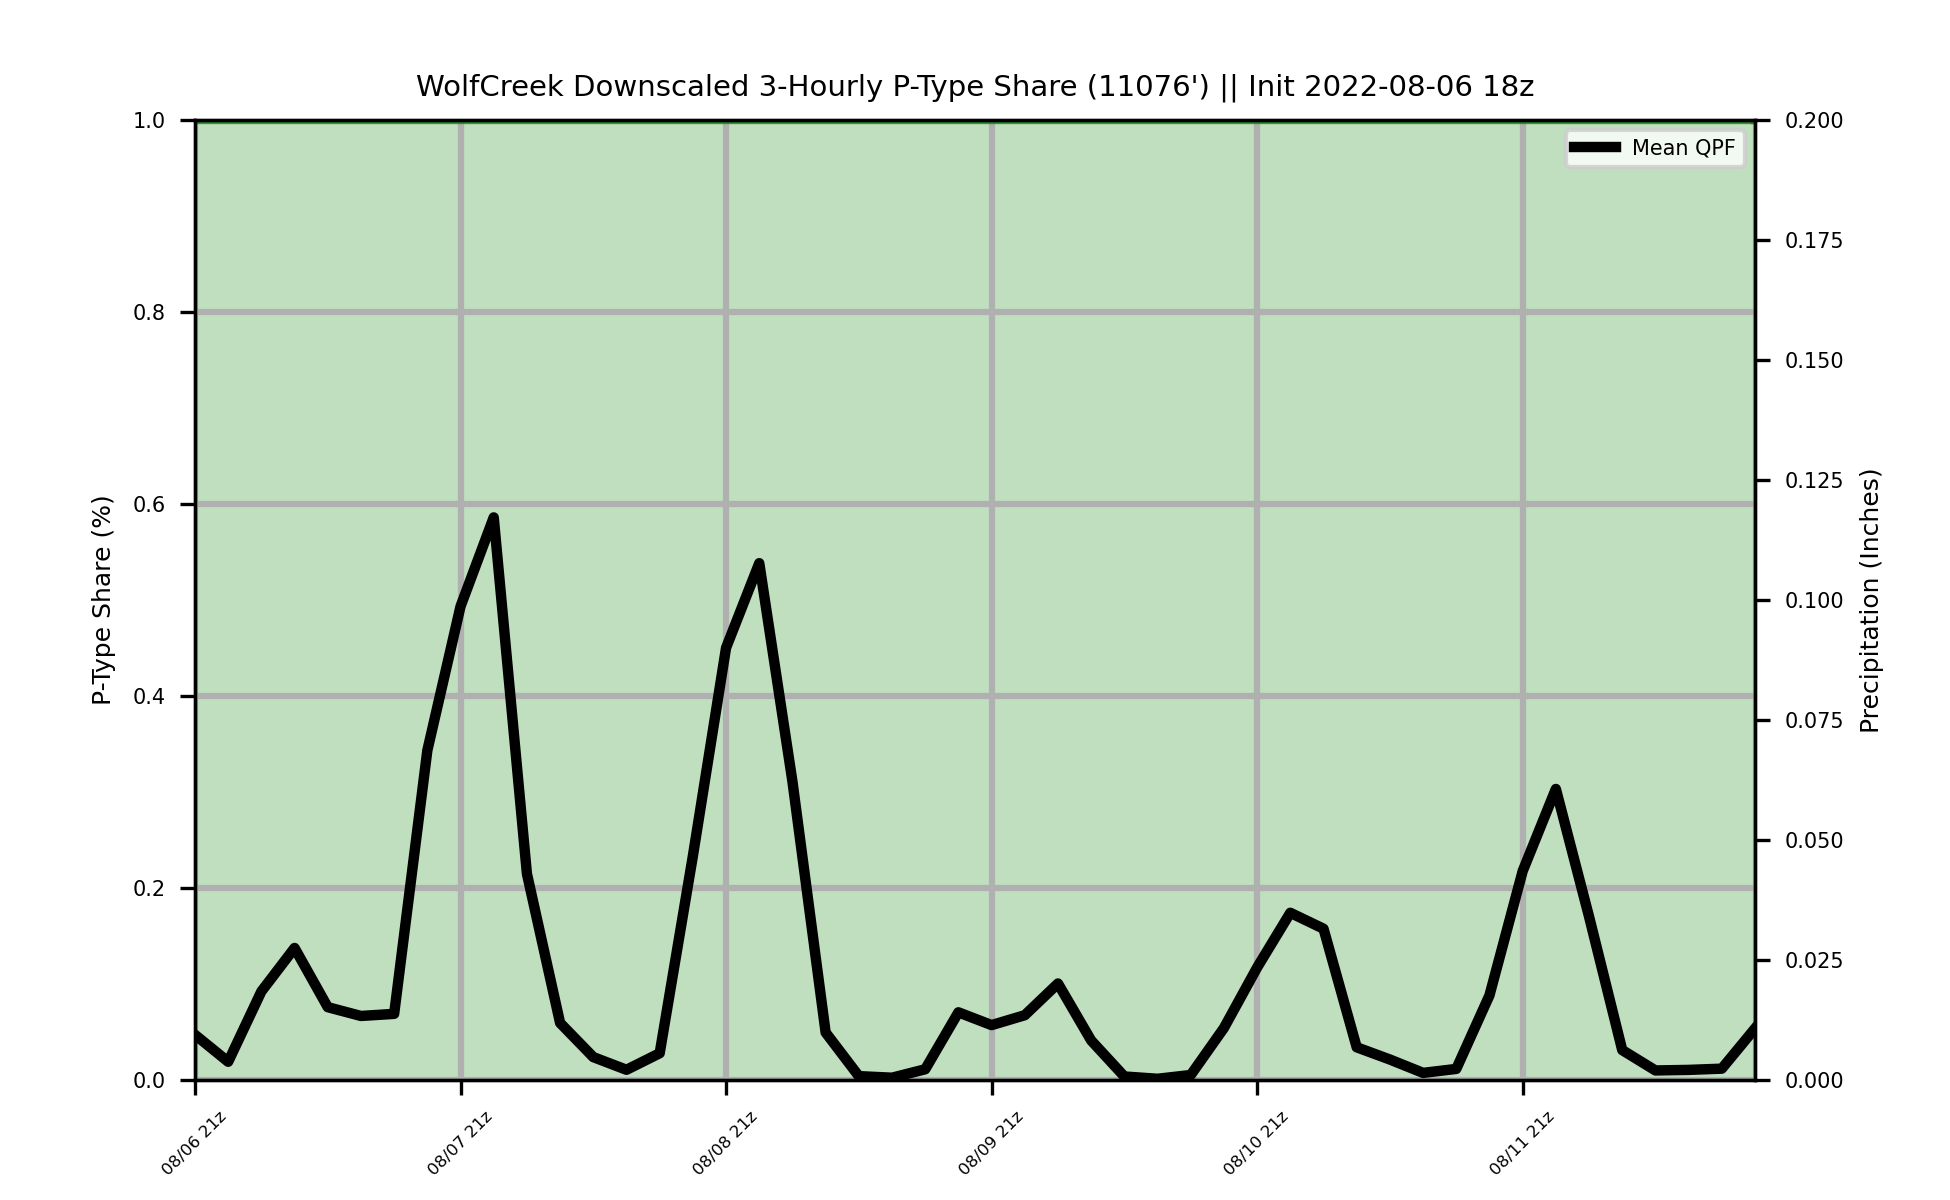 WolfCreek Downscaled 3-Hourly P-Type Share (11076') || Init 2022-08-06 18z
Mean QPF
P-Type Share (%)
1.0
0.8
0.6
0.4
0.2
0.0
0.200
0.175
0.150
0.125
0.100
0.075
0.050
0.025
0.000
Precipitation (Inches)
08/06 21z
08/07 21z
08/08 21z
08/09 21z
08/10 21z
08/11 21z